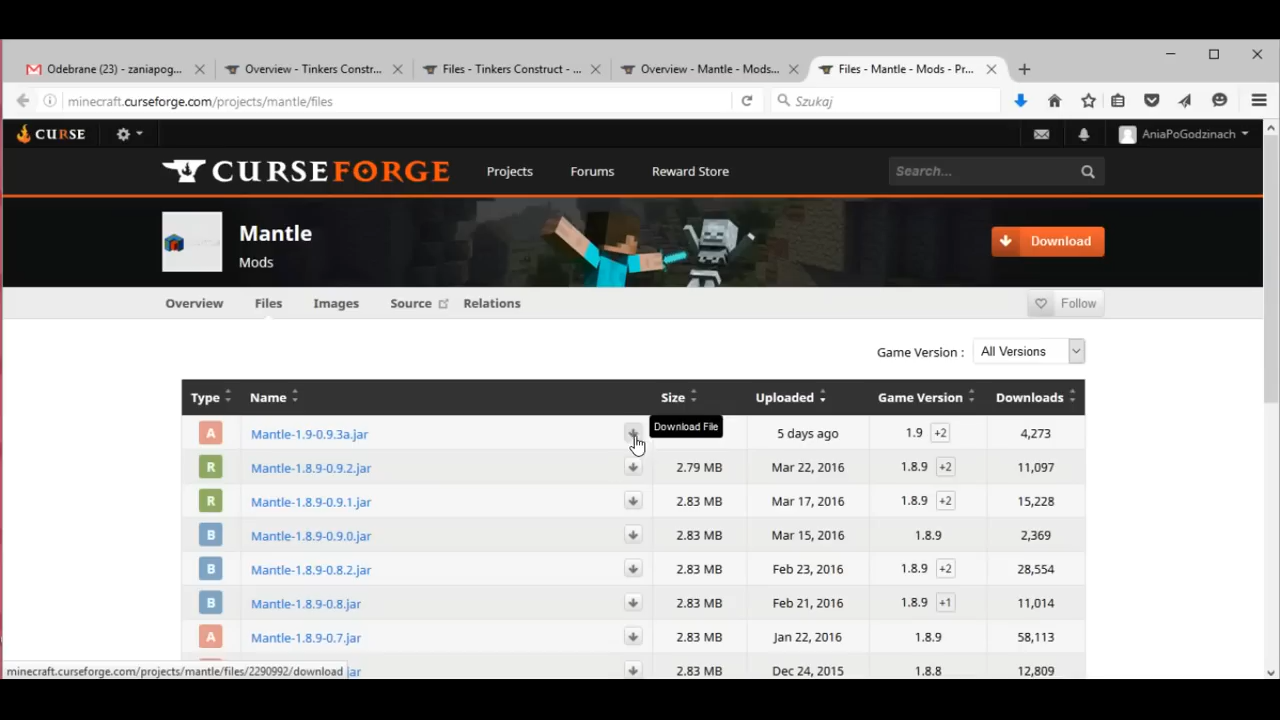 Odebrane (23) - zaniapog...
Overview - Tinkers Constr...
Files - Tinkers Construct - ...
Overview - Mantle - Mods...
Files - Mantle - Mods - Pr...
minecraft.curseforge.com/projects/mantle/files
Szukaj
CURSE
AniaPoGodzinach
CURSEFORGE
Projects
Forums
Reward Store
Search...
Mantle
Mods
Download
Overview
Files
Images
Source
Relations
Follow
Game Version :
All Versions
Type Name Size Uploaded Game Version Downloads
A Mantle-1.9-0.9.3a.jar 5 days ago 1.9 +2 4,273
Download File
R Mantle-1.8.9-0.9.2.jar 2.79 MB Mar 22, 2016 1.8.9 +2 11,097
R Mantle-1.8.9-0.9.1.jar 2.83 MB Mar 17, 2016 1.8.9 +2 15,228
B Mantle-1.8.9-0.9.0.jar 2.83 MB Mar 15, 2016 1.8.9 2,369
B Mantle-1.8.9-0.8.2.jar 2.83 MB Feb 23, 2016 1.8.9 +2 28,554
B Mantle-1.8.9-0.8.jar 2.83 MB Feb 21, 2016 1.8.9 +1 11,014
A Mantle-1.8.9-0.7.jar 2.83 MB Jan 22, 2016 1.8.9 58,113
jar 2.83 MB Dec 24, 2015 1.8.8 12,809
minecraft.curseforge.com/projects/mantle/files/2290992/download